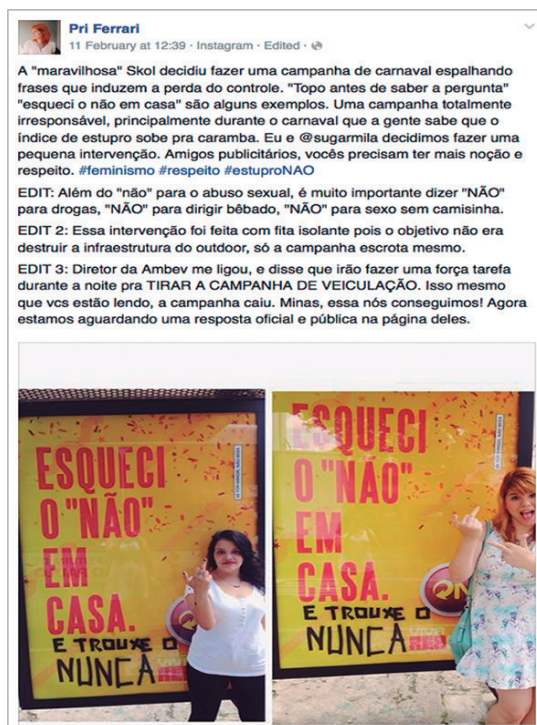 Pri Ferrari
11 February at 12:39 · Instagram · Edited ·
A "maravilhosa" Skol decidiu fazer uma campanha de carnaval espalhando
frases que induzem a perda do controle. "Topo antes de saber a pergunta"
"esqueci o não em casa" são alguns exemplos. Uma campanha totalmente
irresponsável, principalmente durante o carnaval que a gente sabe que o
índice de estupro sobe pra caramba. Eu e @sugarmila decidimos fazer uma
pequena intervenção. Amigos publicitários, vocês precisam ter mais noção e
respeito. #feminismo #respeito #estuproNAO
EDIT: Além do "não" para o abuso sexual, é muito importante dizer "NÃO"
para drogas, "NÃO" para dirigir bêbado, "NÃO" para sexo sem camisinha.
EDIT 2: Essa intervenção foi feita com fita isolante pois o objetivo não era
destruir a infraestrutura do outdoor, só a campanha escrota mesmo.
EDIT 3: Diretor da Ambev me ligou, e disse que irão fazer uma força tarefa
durante a noite pra TIRAR A CAMPANHA DE VEICULAÇÃO. Isso mesmo
que vcs estão lendo, a campanha caiu. Minas, essa nós conseguimos! Agora
estamos aguardando uma resposta oficial e pública na página deles.
ESQUECI
O "NÃO"
EM
CASA.
E TROUXE O
NUNCA
ESQUECI
O "NÃO"
EM
CASA.
E TROUXE O
NUNCA